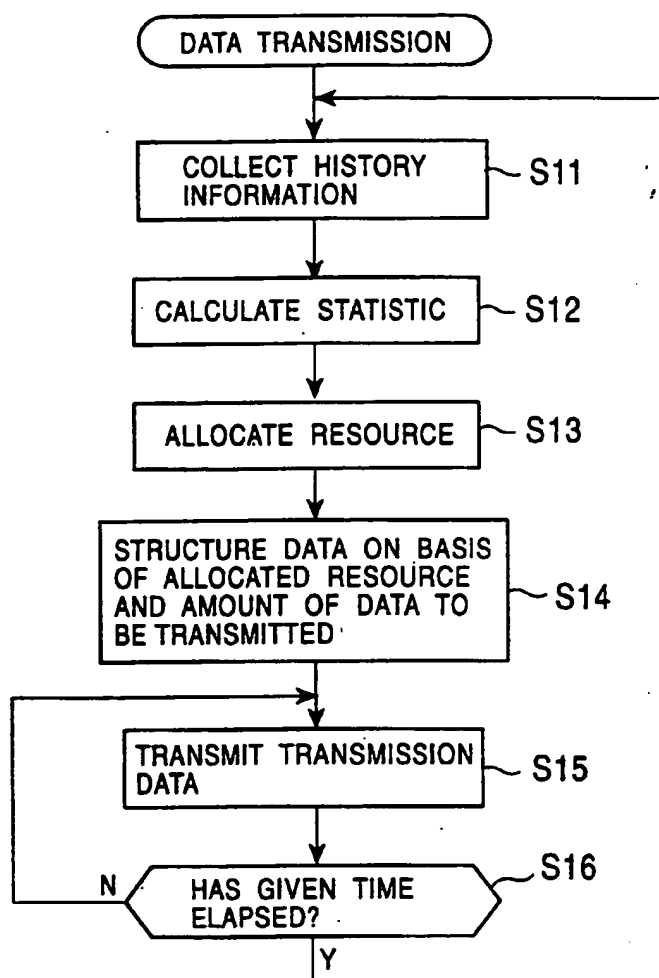 DATA TRANSMISSION
COLLECT HISTORY
INFORMATION
S11
CALCULATE STATISTIC
S12
ALLOCATE RESOURCE
S13
STRUCTURE DATA ON BASIS
OF ALLOCATED RESOURCE
AND AMOUNT OF DATA TO
BE TRANSMITTED
S14
TRANSMIT TRANSMISSION
DATA
S15
HAS GIVEN TIME
ELAPSED?
S16
N
Y